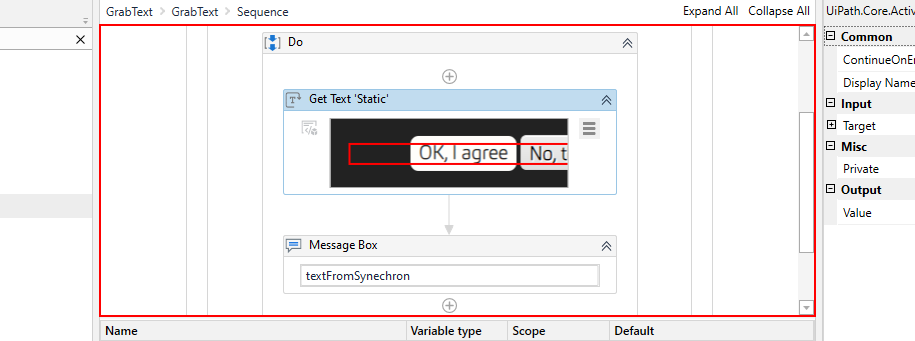 GrabText > GrabText > Sequence Expand All Collapse All
UiPath.Core.Activ
Do
Common
ContinueOnEr
Get Text 'Static'
Display Name
Input
OK, I agree No, t
Target
Misc
Private
Output
Value
Message Box
textFromSynechron
Name Variable type Scope Default